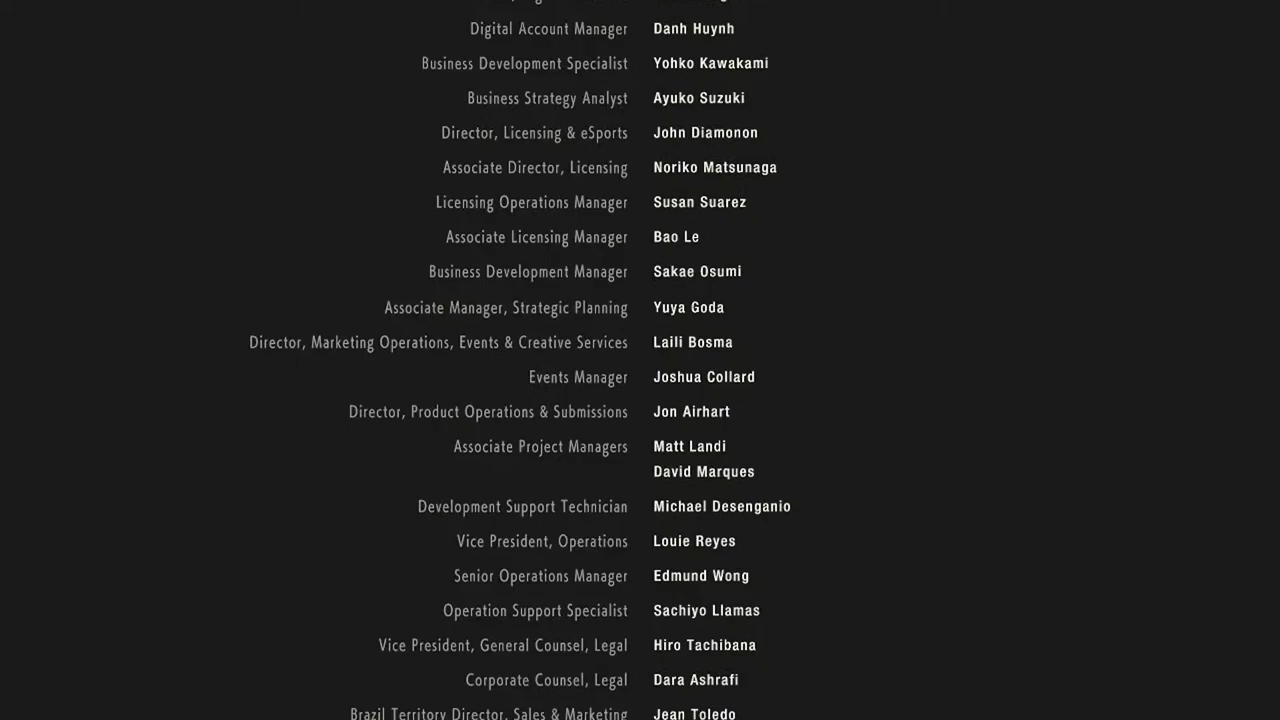 Digital Account Manager Danh Huynh
Business Development Specialist Yohko Kawakami
Business Strategy Analyst Ayuko Suzuki
Director, Licensing & eSports John Diamonon
Associate Director, Licensing Noriko Matsunaga
Licensing Operations Manager Susan Suarez
Associate Licensing Manager Bao Le
Business Development Manager Sakae Osumi
Associate Manager, Strategic Planning Yuya Goda
Director, Marketing Operations, Events & Creative Services Laili Bosma
Events Manager Joshua Collard
Director, Product Operations & Submissions Jon Airhart
Associate Project Managers Matt Landi
David Marques
Development Support Technician Michael Desenganio
Vice President, Operations Louie Reyes
Senior Operations Manager Edmund Wong
Operation Support Specialist Sachiyo Llamas
Vice President, General Counsel, Legal Hiro Tachibana
Corporate Counsel, Legal Dara Ashrafi
Brazil Territory Director, Sales & Marketing Jean Toledo